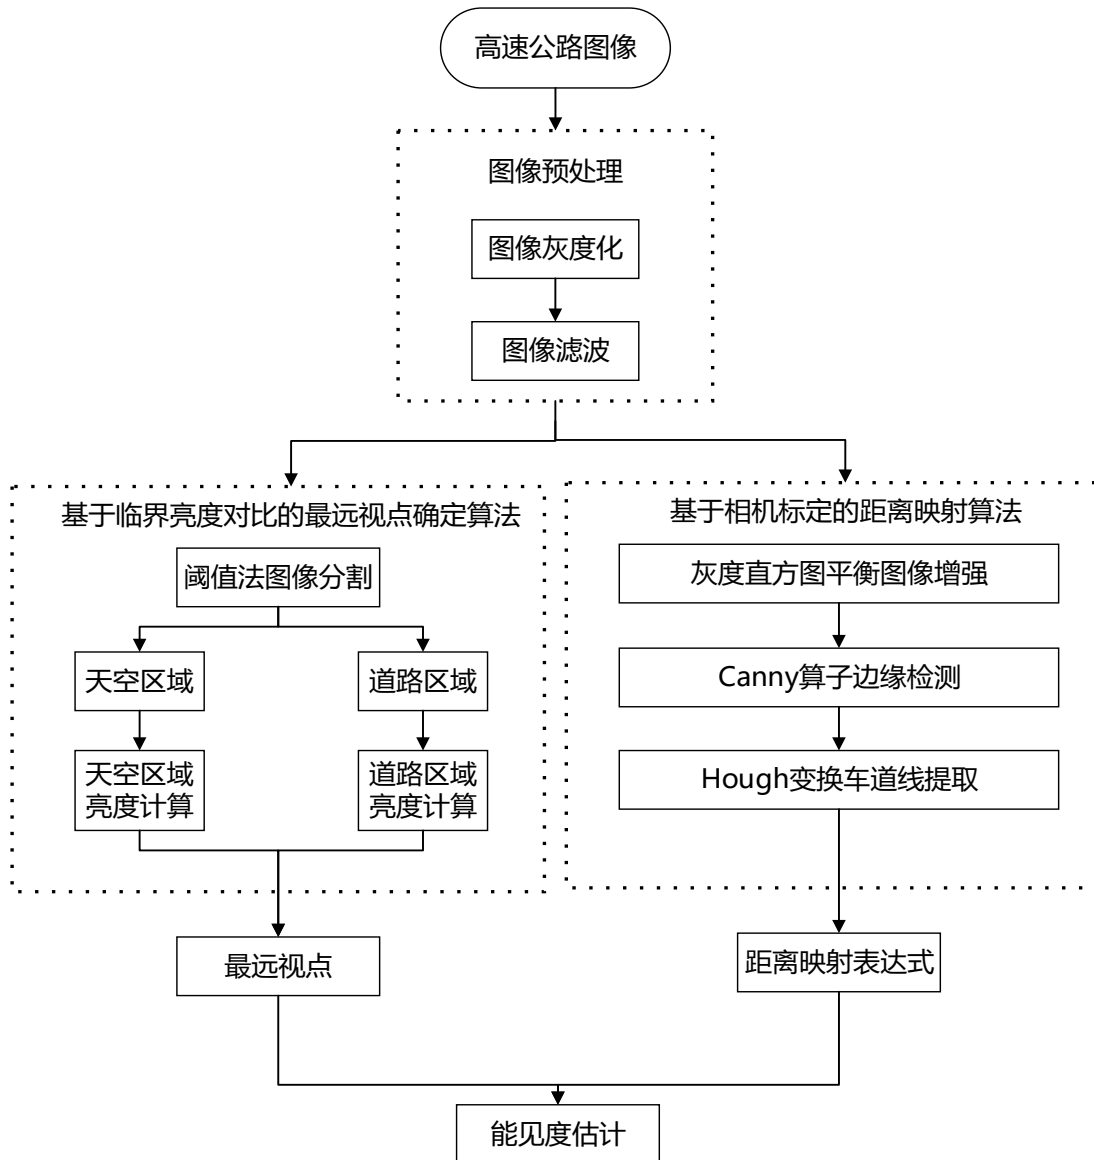 高速公路图像
图像预处理
图像灰度化
图像滤波
基于临界亮度对比的最远视点确定算法
阈值法图像分割
天空区域
道路区域
天空区域
亮度计算
道路区域
亮度计算
最远视点
基于相机标定的距离映射算法
灰度直方图平衡图像增强
Canny算子边缘检测
Hough变换车道线提取
距离映射表达式
能见度估计